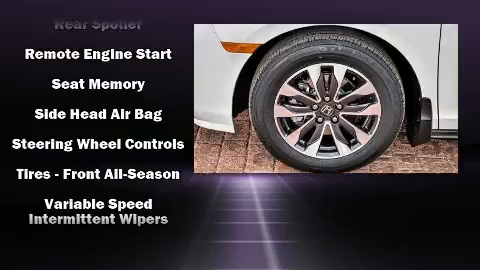 Rear Spoiler
Remote Engine Start
Seat Memory
Side Head Air Bag
Steering Wheel Controls
Tires - Front All-Season
Variable Speed
Intermittent Wipers